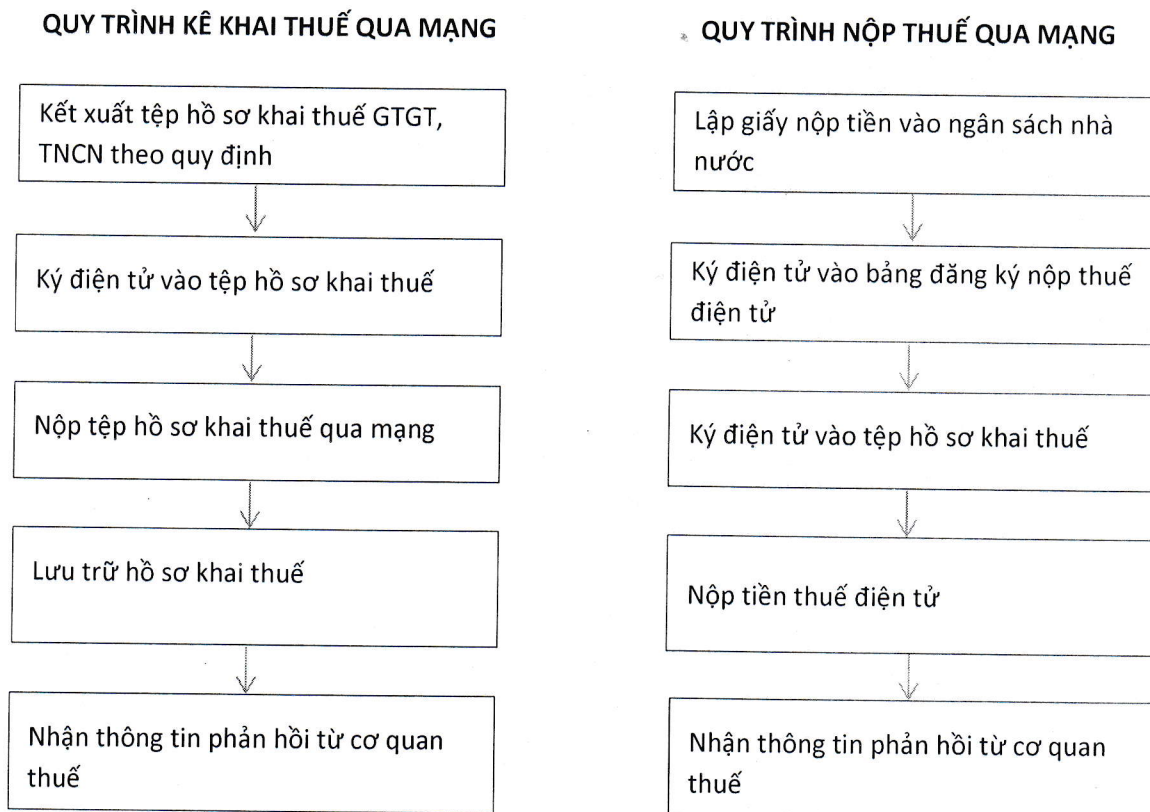 QUY TRÌNH KÊ KHAI THUẾ QUA MẠNG
Kết xuất tệp hồ sơ khai thuế GTGT,
TNCN theo quy định
Ký điện tử vào tệp hồ sơ khai thuế
Nộp tệp hồ sơ khai thuế qua mạng
Lưu trữ hồ sơ khai thuế
Nhận thông tin phản hồi từ cơ quan
thuế
QUY TRÌNH NỘP THUẾ QUA MẠNG
Lập giấy nộp tiền vào ngân sách nhà
nước
Ký điện tử vào bảng đăng ký nộp thuế
điện tử
Ký điện tử vào tệp hồ sơ khai thuế
Nộp tiền thuế điện tử
Nhận thông tin phản hồi từ cơ quan
thuế